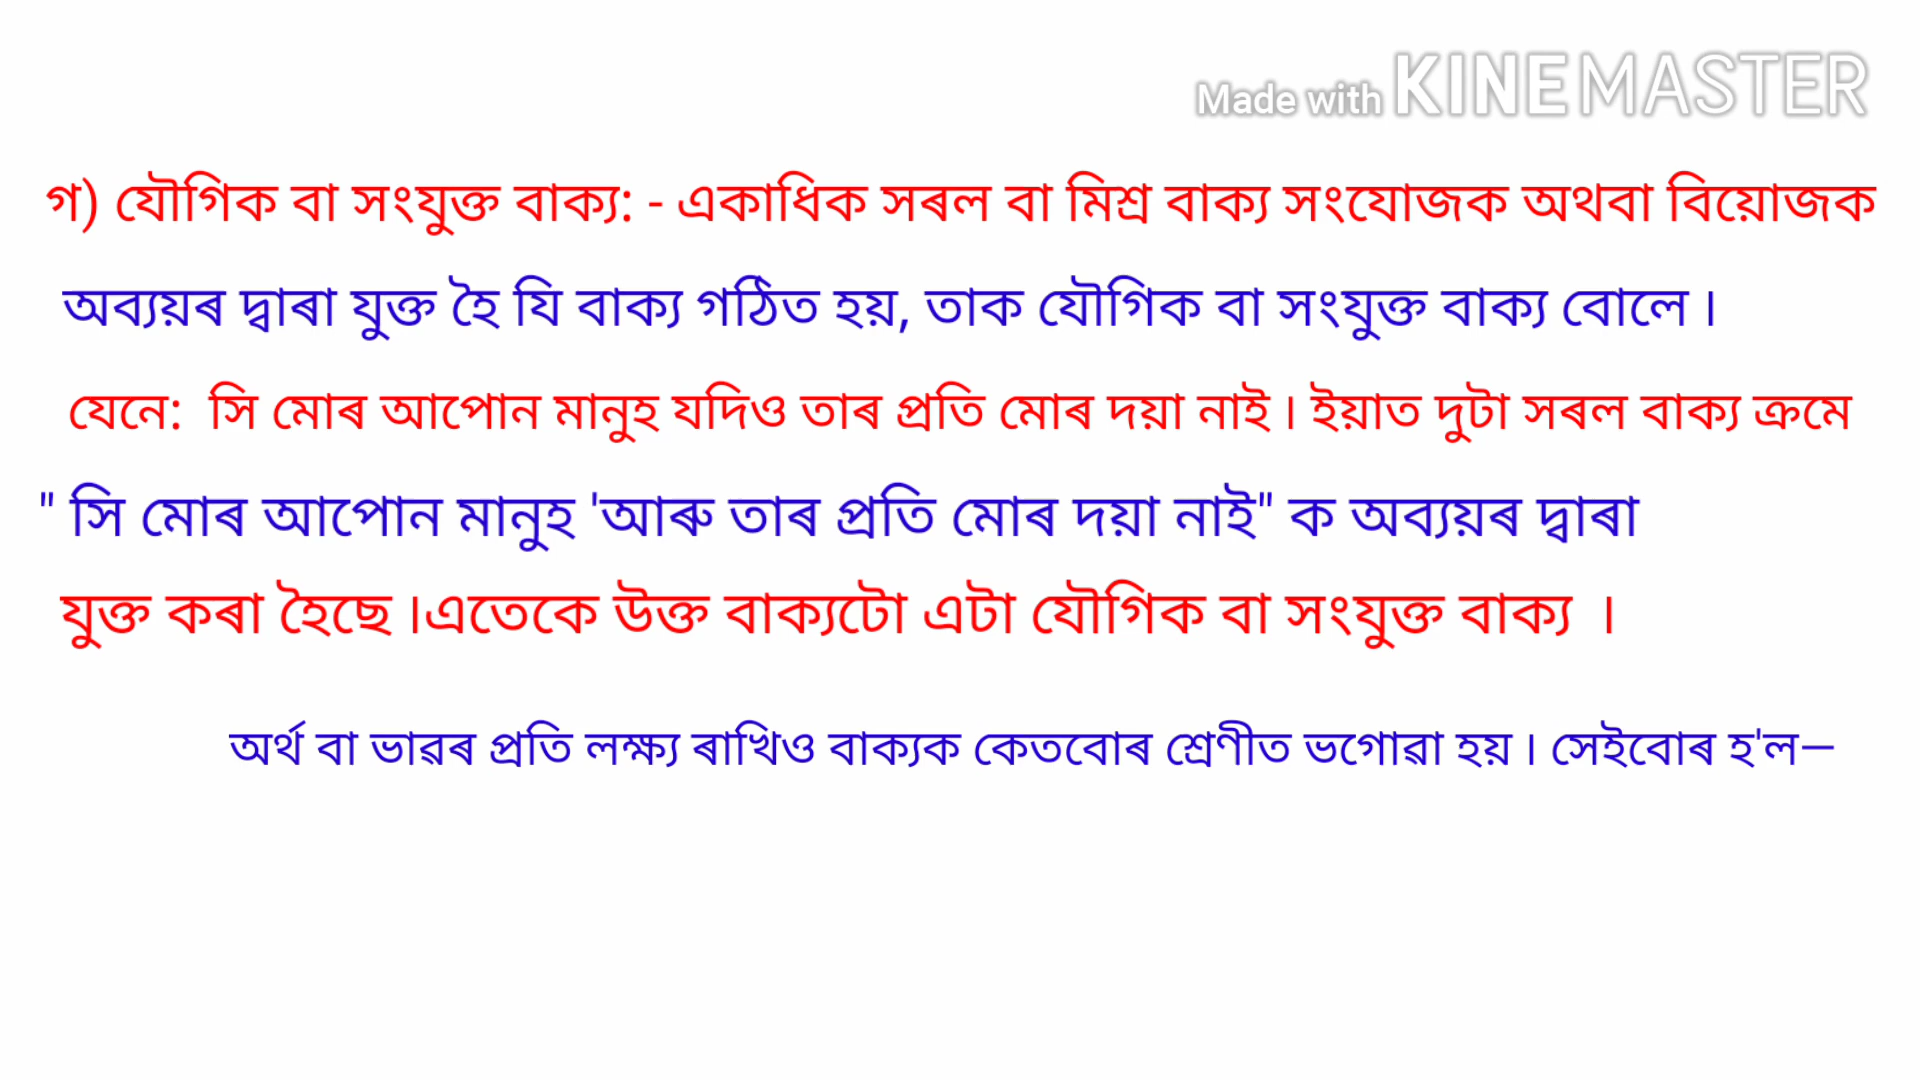 Made with KINEMASTER
গ) যৌগিক বা সংযুক্ত বাক্য: - একাধিক সৰল বা মিশ্ৰ বাক্য সংযোজক অথবা বিয়োজক
অব্যয়ৰ দ্বাৰা যুক্ত হৈ যি বাক্য গঠিত হয়, তাক যৌগিক বা সংযুক্ত বাক্য বোলে ।
যেনে: সি মোৰ আপোন মানুহ যদিও তাৰ প্ৰতি মোৰ দয়া নাই । ইয়াত দুটা সৰল বাক্য ক্ৰমে
" সি মোৰ আপোন মানুহ 'আৰু তাৰ প্ৰতি মোৰ দয়া নাই" ক অব্যয়ৰ দ্বাৰা
যুক্ত কৰা হৈছে ।এতেকে উক্ত বাক্যটো এটা যৌগিক বা সংযুক্ত বাক্য ।
অৰ্থ বা ভাৱৰ প্ৰতি লক্ষ্য ৰাখিও বাক্যক কেতবোৰ শ্ৰেণীত ভগোৱা হয় । সেইবোৰ হ'ল—